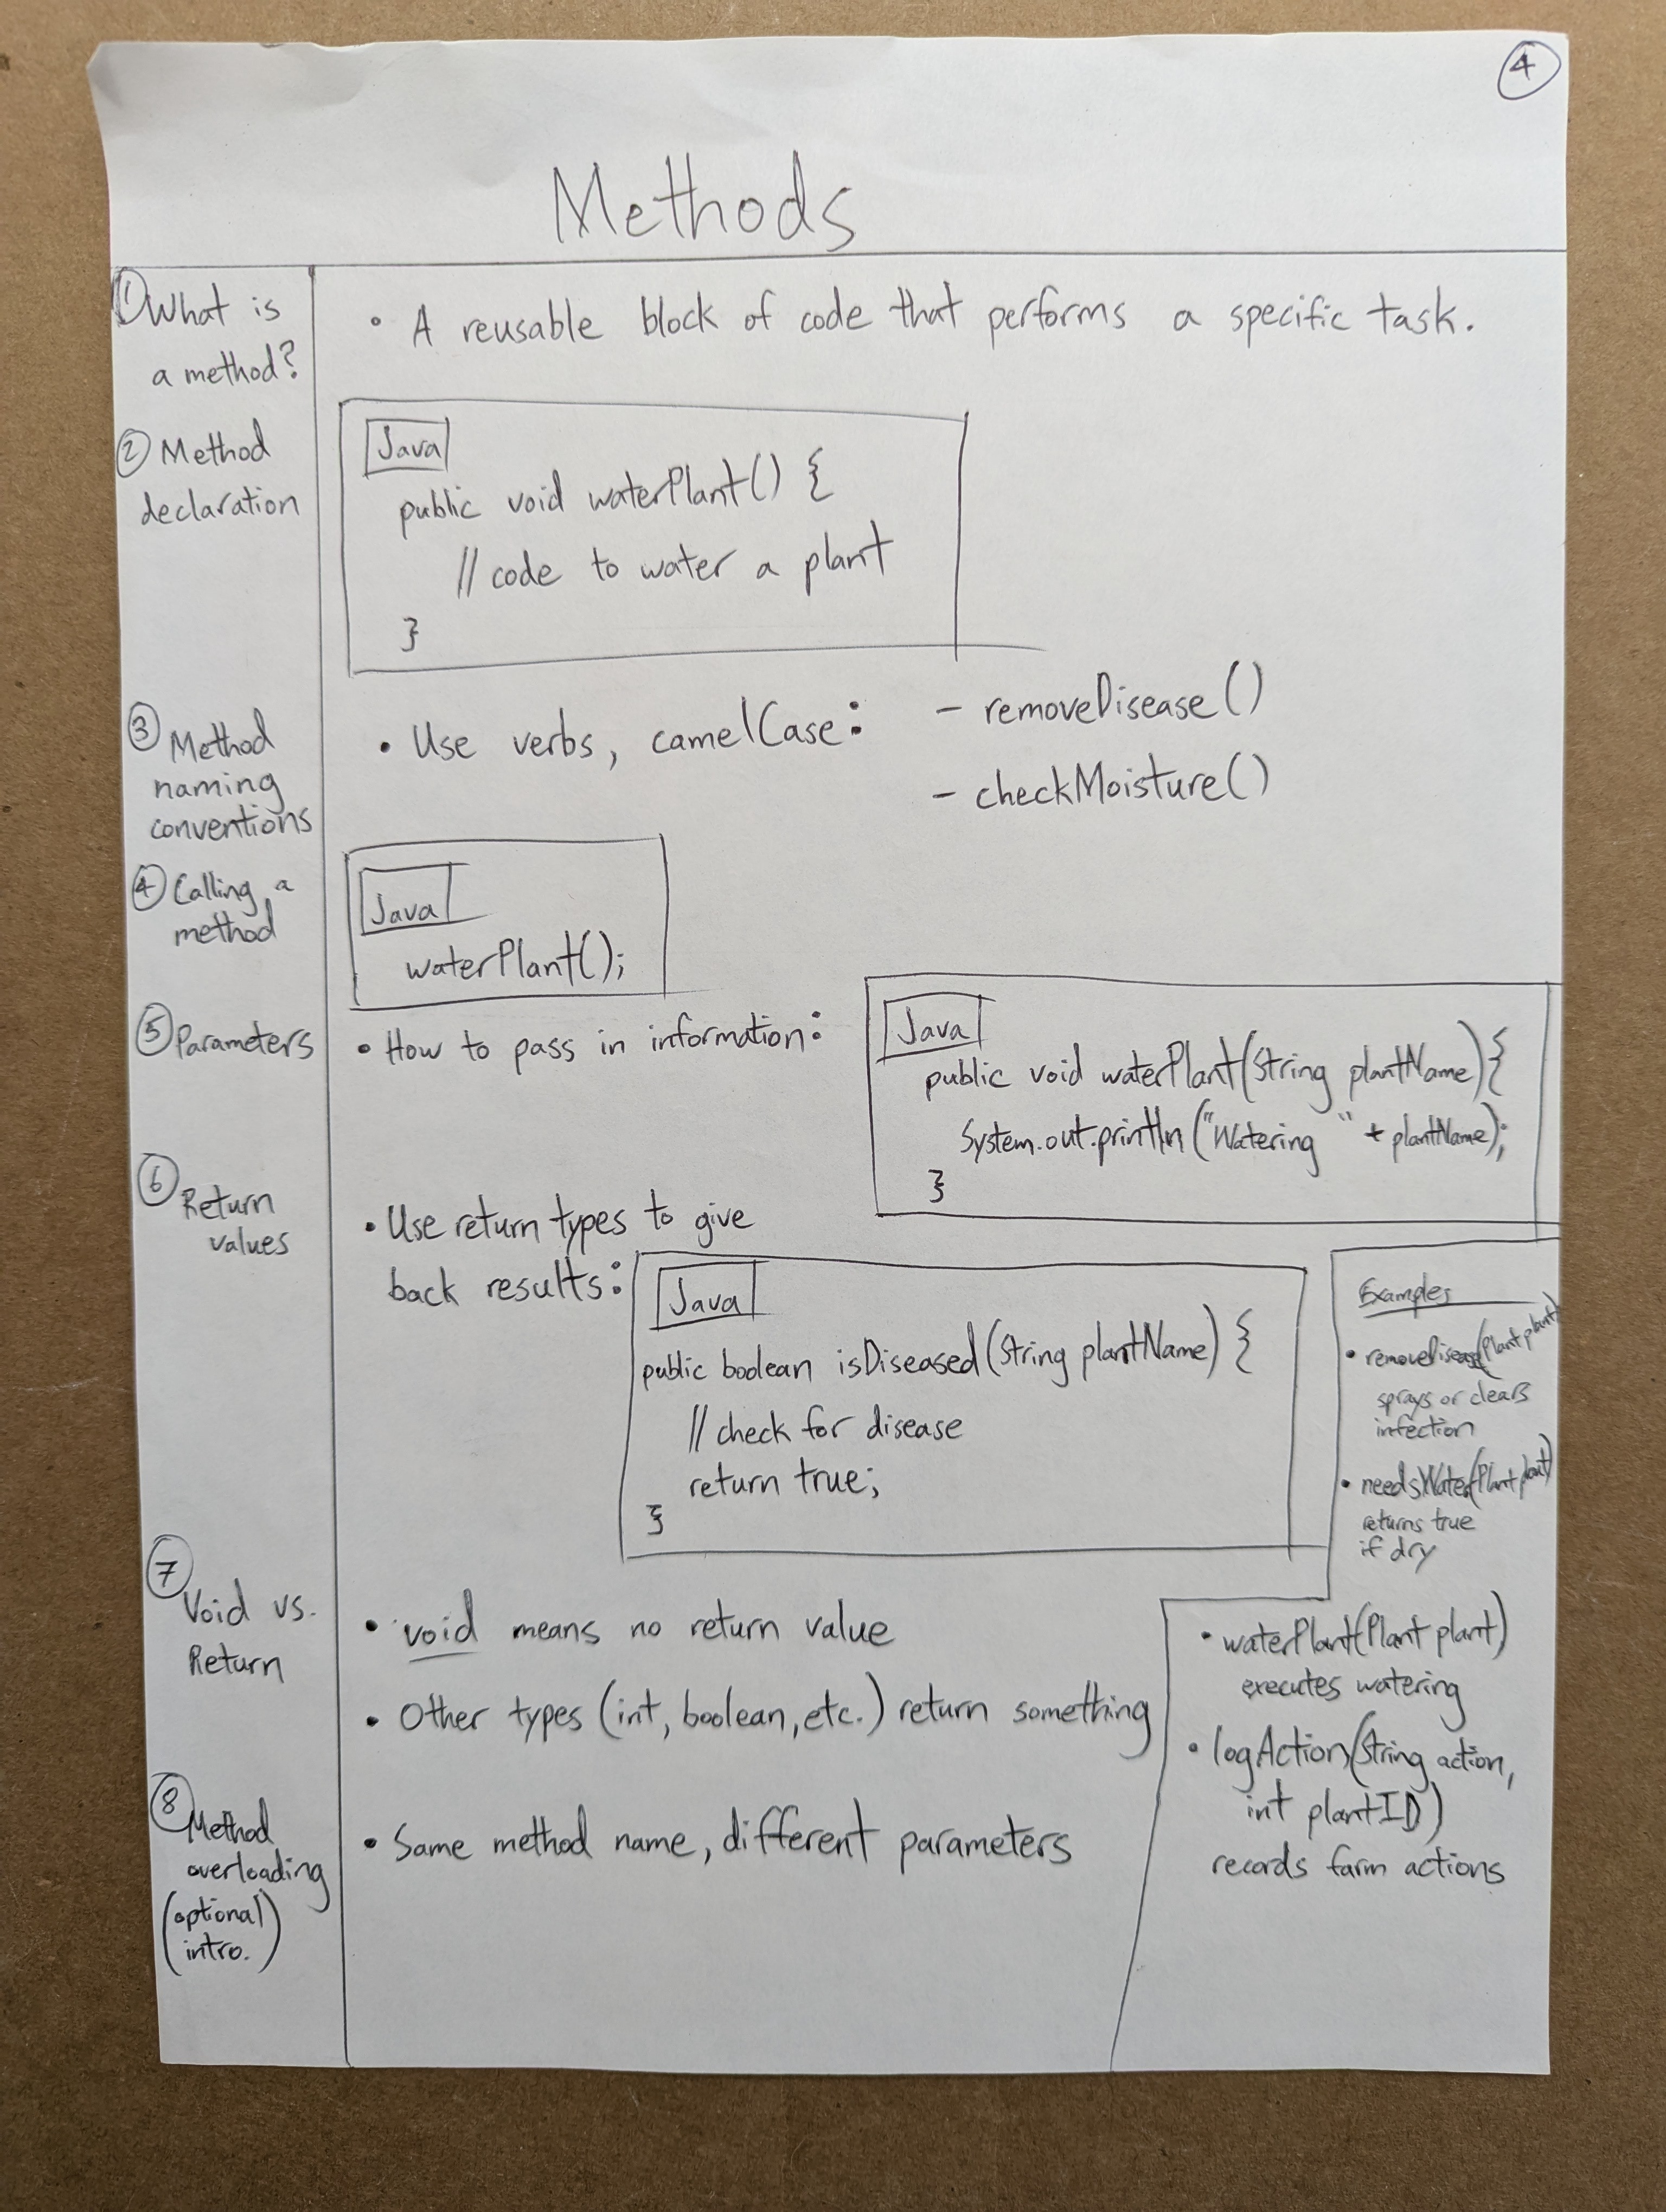 4
Methods
① What is
a method?
• A reusable block of code that performs a specific task.
② Method
declaration
Java
public void waterPlant() {
// code to water a plant
}
③ Method
naming
conventions
• Use verbs, camelCase:
- removeDisease()
- checkMoisture()
④ Calling a
method
Java
waterPlant();
⑤ Parameters
• How to pass in information:
Java
public void waterPlant(String plantName){
System.out.println("Watering " + plantName);
}
⑥ Return
values
• Use return types to give
back results:
Java
public boolean isDiseased(String plantName) {
// check for disease
return true;
}
⑦ Void vs.
Return
• void means no return value
• Other types (int, boolean, etc.) return something
⑧ Method
overloading
(optional
intro.)
• Same method name, different parameters
Examples
• removeDisease(Plant plant)
sprays or clears
infection
• needsWater(Plant plant)
returns true
if dry
• waterPlant(Plant plant)
executes watering
• logAction(String action,
int plantID)
records farm actions